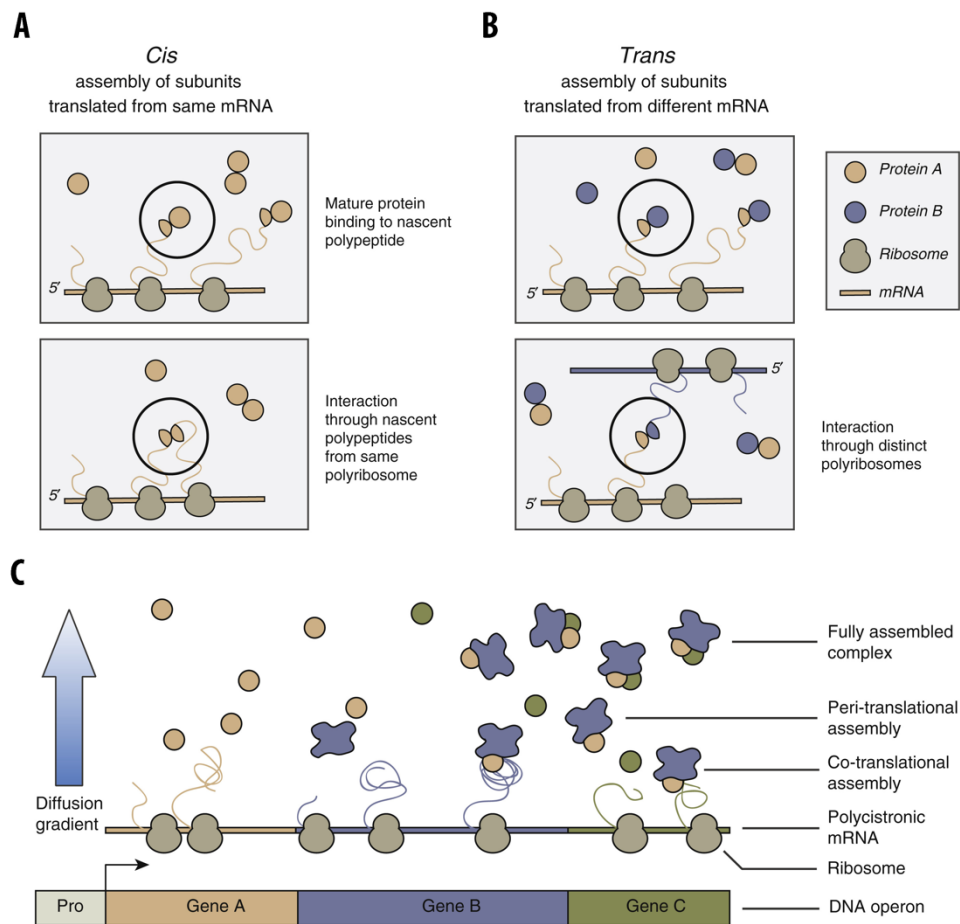 A
Cis
assembly of subunits
translated from same mRNA
5′
Mature protein
binding to nascent
polypeptide
5′
Interaction
through nascent
polypeptides
from same
polyribosome
B
Trans
assembly of subunits
translated from different mRNA
5′
5′
5′
Interaction
through distinct
polyribosomes
Protein A
Protein B
Ribosome
mRNA
C
Diffusion
gradient
Fully assembled
complex
Peri-translational
assembly
Co-translational
assembly
Polycistronic
mRNA
Ribosome
Pro
Gene A
Gene B
Gene C
DNA operon